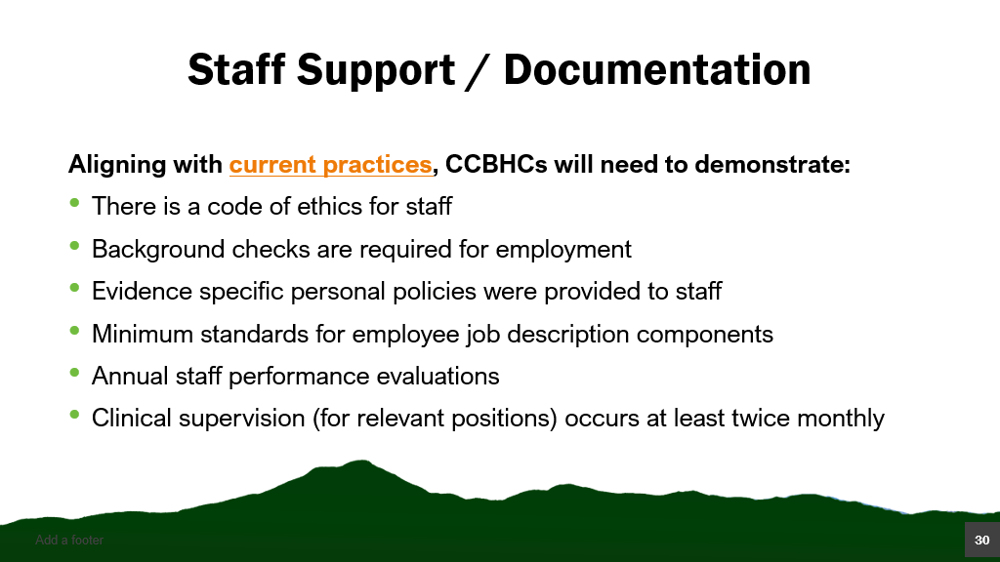 Staff Support / Documentation
Aligning with current practices, CCBHCs will need to demonstrate:
• There is a code of ethics for staff
• Background checks are required for employment
• Evidence specific personal policies were provided to staff
• Minimum standards for employee job description components
• Annual staff performance evaluations
• Clinical supervision (for relevant positions) occurs at least twice monthly
Add a footer
30